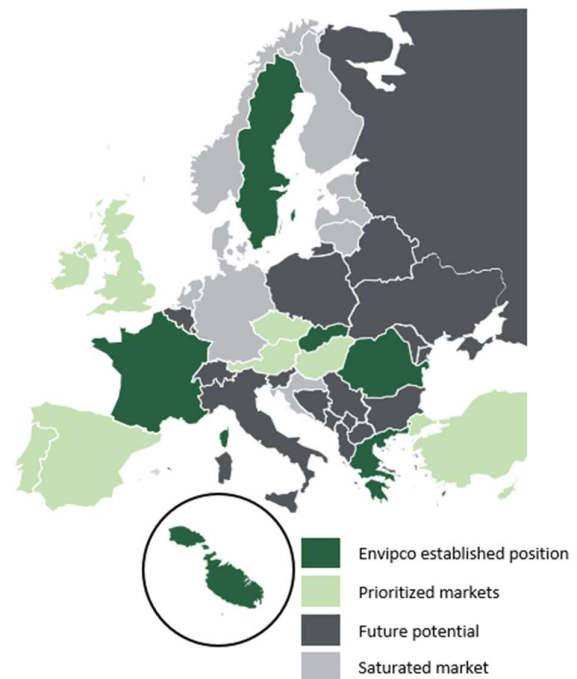 Envipco established position
Prioritized markets
Future potential
Saturated market